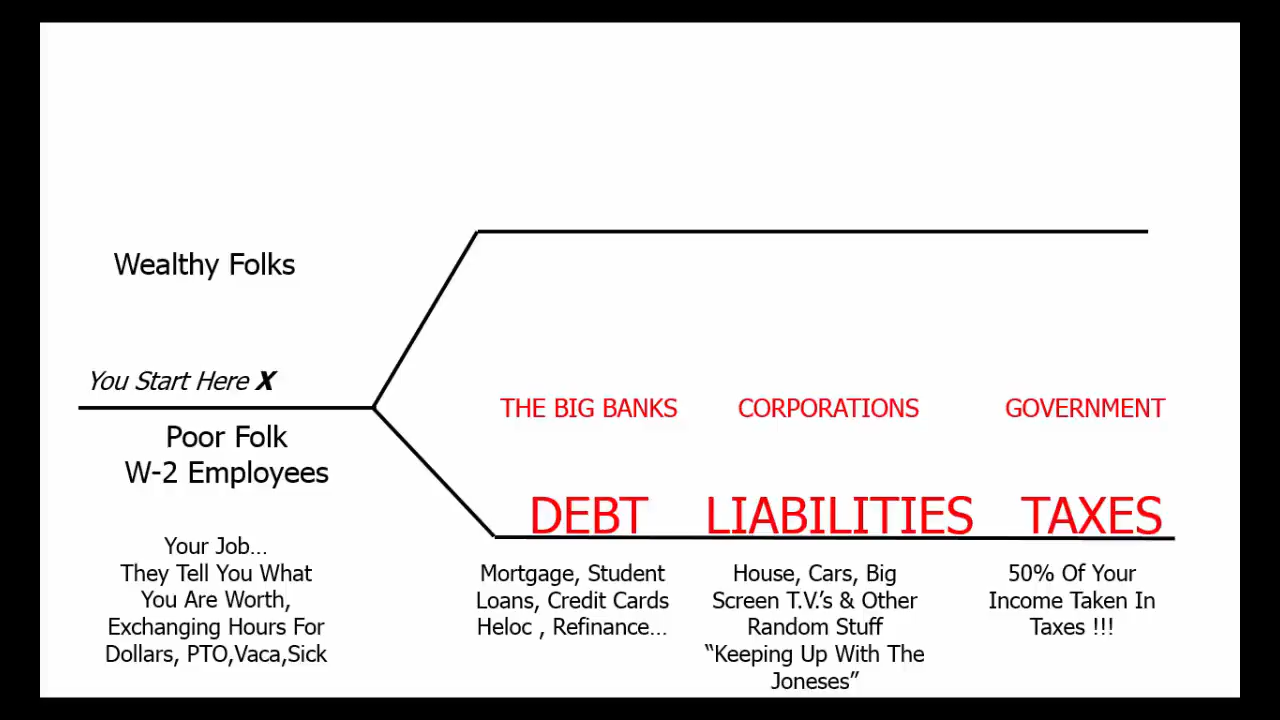 Wealthy Folks
You Start Here X
Poor Folk
W-2 Employees
Your Job...
They Tell You What
You Are Worth,
Exchanging Hours For
Dollars, PTO,Vaca,Sick
THE BIG BANKS
DEBT
Mortgage, Student
Loans, Credit Cards
Heloc , Refinance...
CORPORATIONS
LIABILITIES
House, Cars, Big
Screen T.V.'s & Other
Random Stuff
“Keeping Up With The
Joneses”
GOVERNMENT
TAXES
50% Of Your
Income Taken In
Taxes !!!